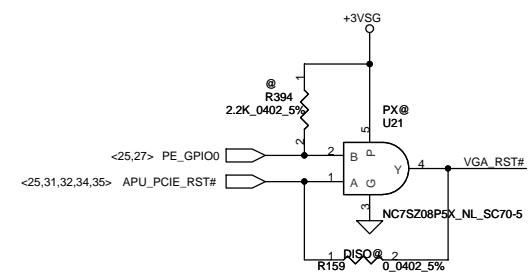 +3VSG
@
R394
2.2K_0402_5%
1
2
PX@
U21
5
<25,27> PE_GPIO0
2
B
P
Y
4
VGA_RST#
<25,31,32,34,35> APU_PCIE_RST#
1
A
G
3
NC7SZ08P5X_NL_SC70-5
1
DISO@
2
R159
0_0402_5%